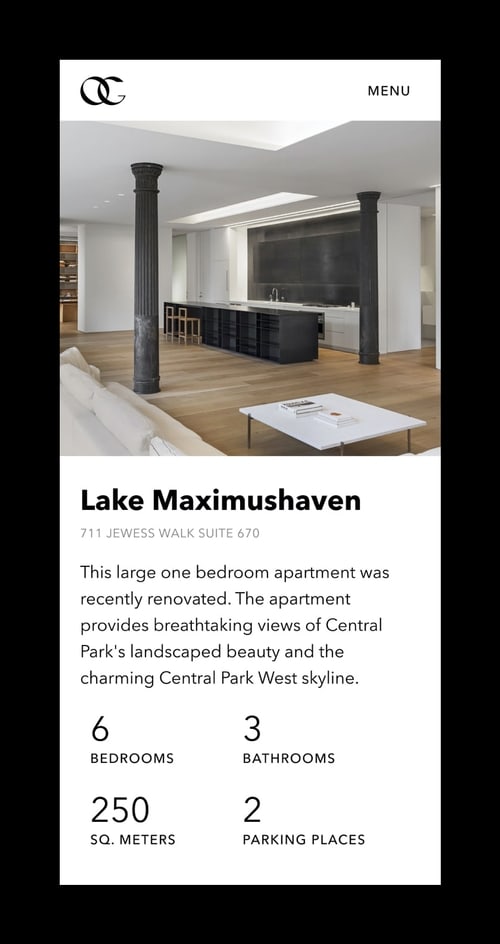 OG
MENU
Lake Maximushaven
711 JEWESS WALK SUITE 670
This large one bedroom apartment was
recently renovated. The apartment
provides breathtaking views of Central
Park's landscaped beauty and the
charming Central Park West skyline.
6 3
BEDROOMS BATHROOMS
250 2
SQ. METERS PARKING PLACES